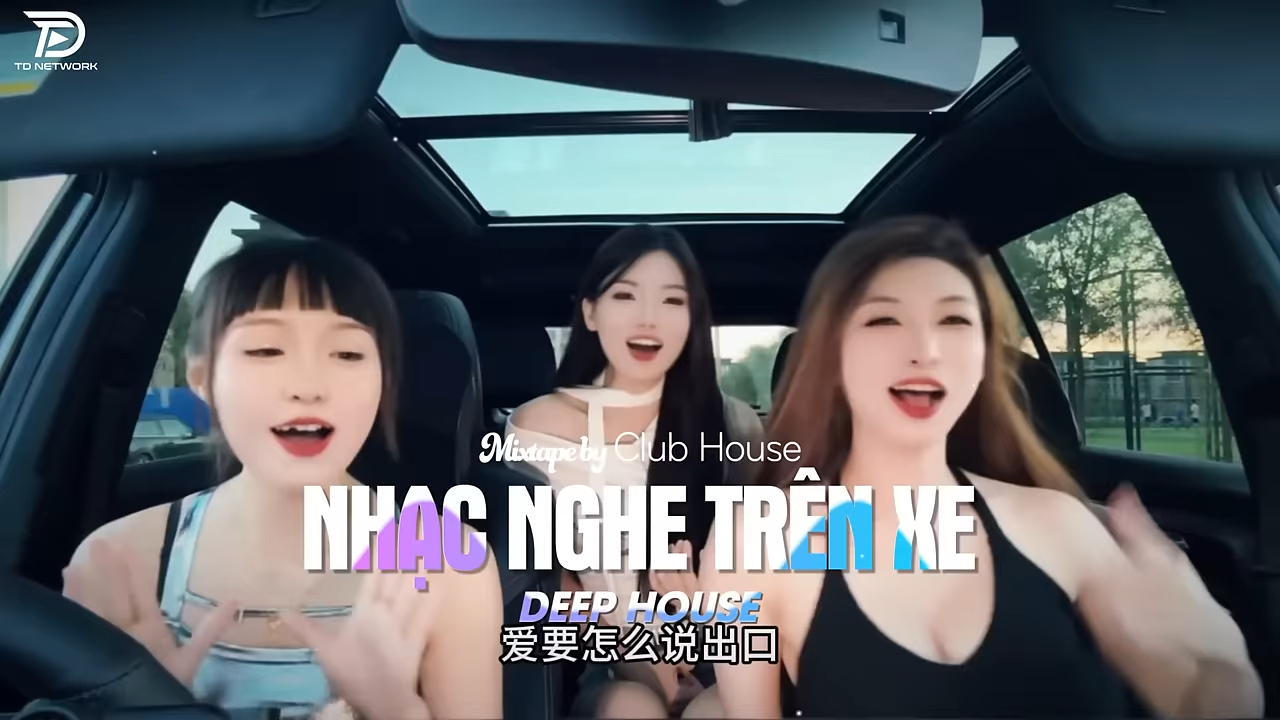 TD NETWORK
Mixtape by Club House
NHẠC NGHE TRÊN XE
DEEP HOUSE
爱要怎么说出口